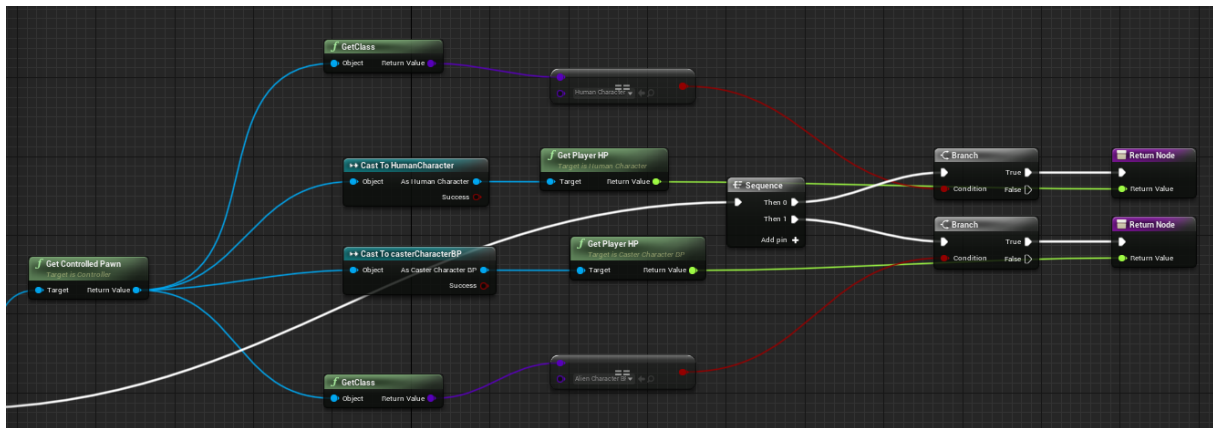 GetClass
Object Return Value
==
Human Character
Cast To HumanCharacter
Object As Human Character
Success
Get Player HP
Target is Human Character
Target Return Value
Sequence
Then 0
Then 1
Add pin
Branch
True
Condition False
Return Node
Return Value
Branch
True
Condition False
Return Node
Return Value
Get Controlled Pawn
Target is Controller
Target Return Value
Cast To casterCharacterBP
Object As Caster Character BP
Success
Get Player HP
Target is Caster Character BP
Target Return Value
GetClass
Object Return Value
==
Alien Character Bl